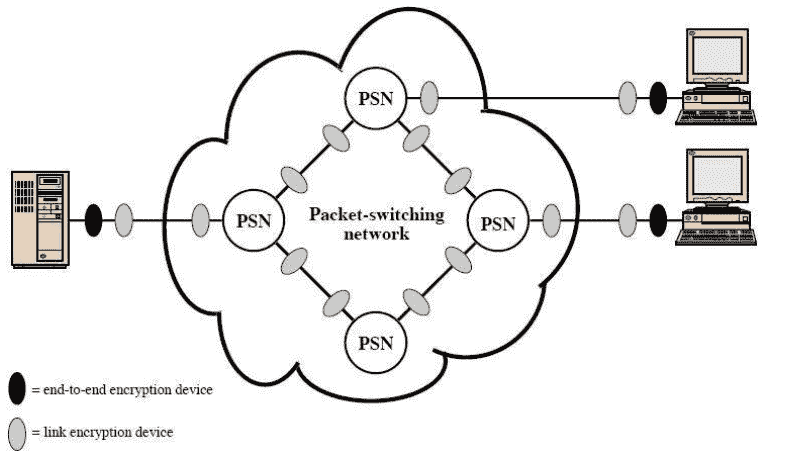 PSN
PSN
Packet-switching
network
PSN
PSN
= end-to-end encryption device
= link encryption device